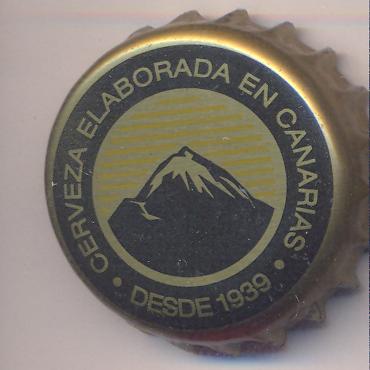 CERVEZA ELABORADA EN CANARIAS
• DESDE 1939 •